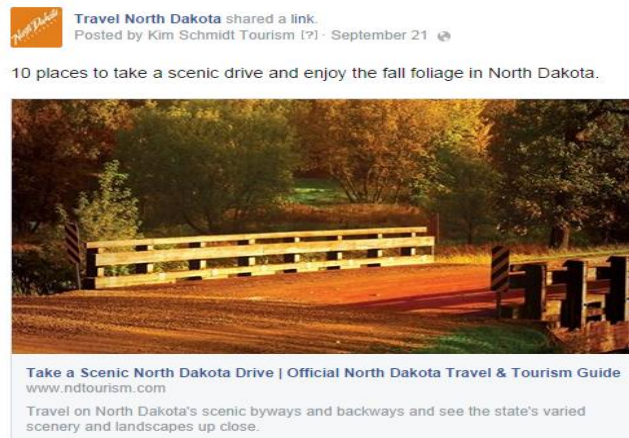 North Dakota
Travel North Dakota shared a link.
Posted by Kim Schmidt Tourism [?] · September 21
10 places to take a scenic drive and enjoy the fall foliage in North Dakota.
Take a Scenic North Dakota Drive | Official North Dakota Travel & Tourism Guide
www.ndtourism.com
Travel on North Dakota's scenic byways and backways and see the state's varied
scenery and landscapes up close.